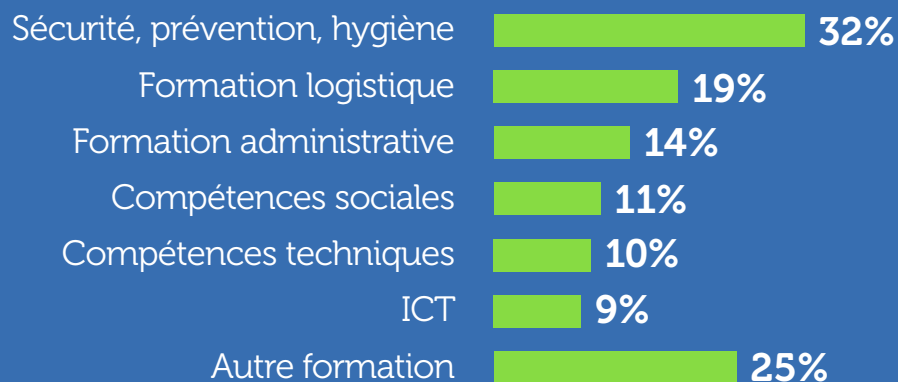 Sécurité, prévention, hygiène 32%
Formation logistique 19%
Formation administrative 14%
Compétences sociales 11%
Compétences techniques 10%
ICT 9%
Autre formation 25%